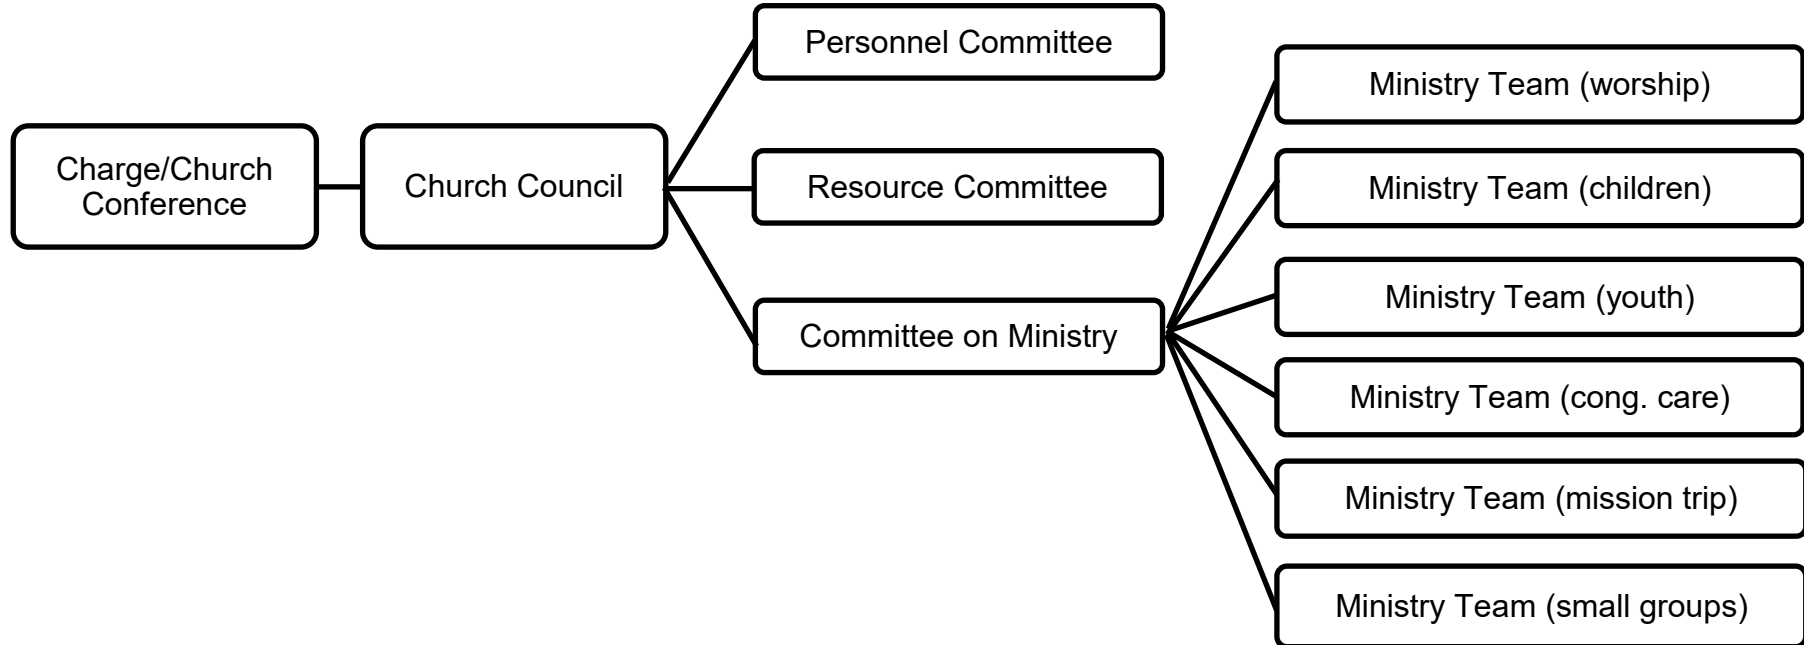 Charge/Church
Conference
Church Council
Personnel Committee
Resource Committee
Committee on Ministry
Ministry Team (worship)
Ministry Team (children)
Ministry Team (youth)
Ministry Team (cong. care)
Ministry Team (mission trip)
Ministry Team (small groups)